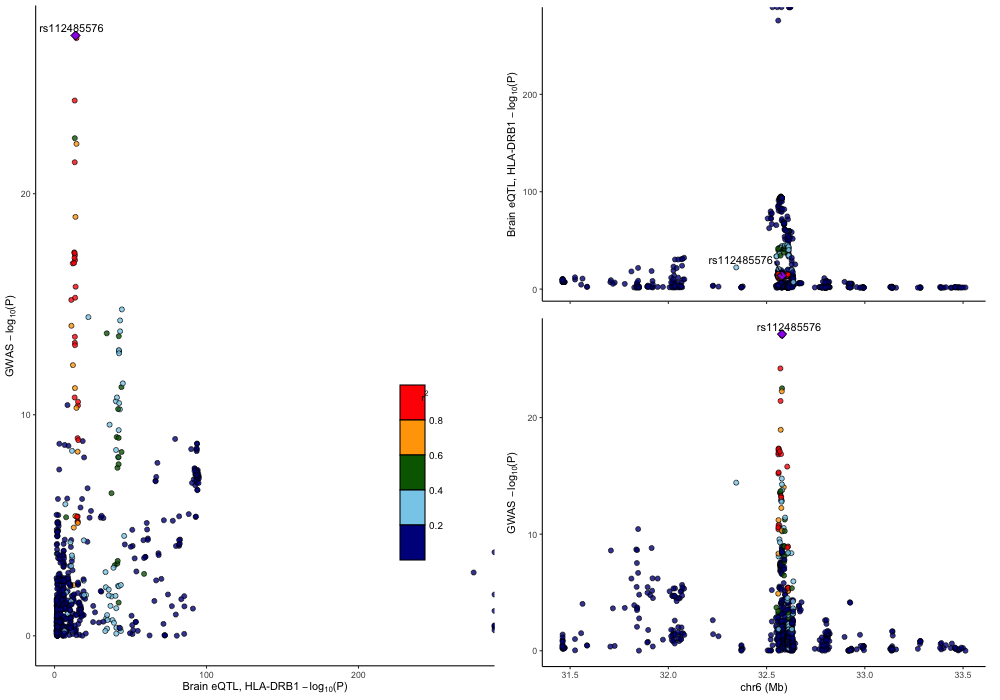 rs112485576
20
10
0
GWAS −log10(P)
0
100
200
Brain eQTL, HLA-DRB1 −log10(P)
r2
0.8
0.6
0.4
0.2
200
100
0
Brain eQTL, HLA-DRB1 −log10(P)
rs112485576
rs112485576
20
10
0
GWAS −log10(P)
31.5
32.0
32.5
33.0
33.5
chr6 (Mb)